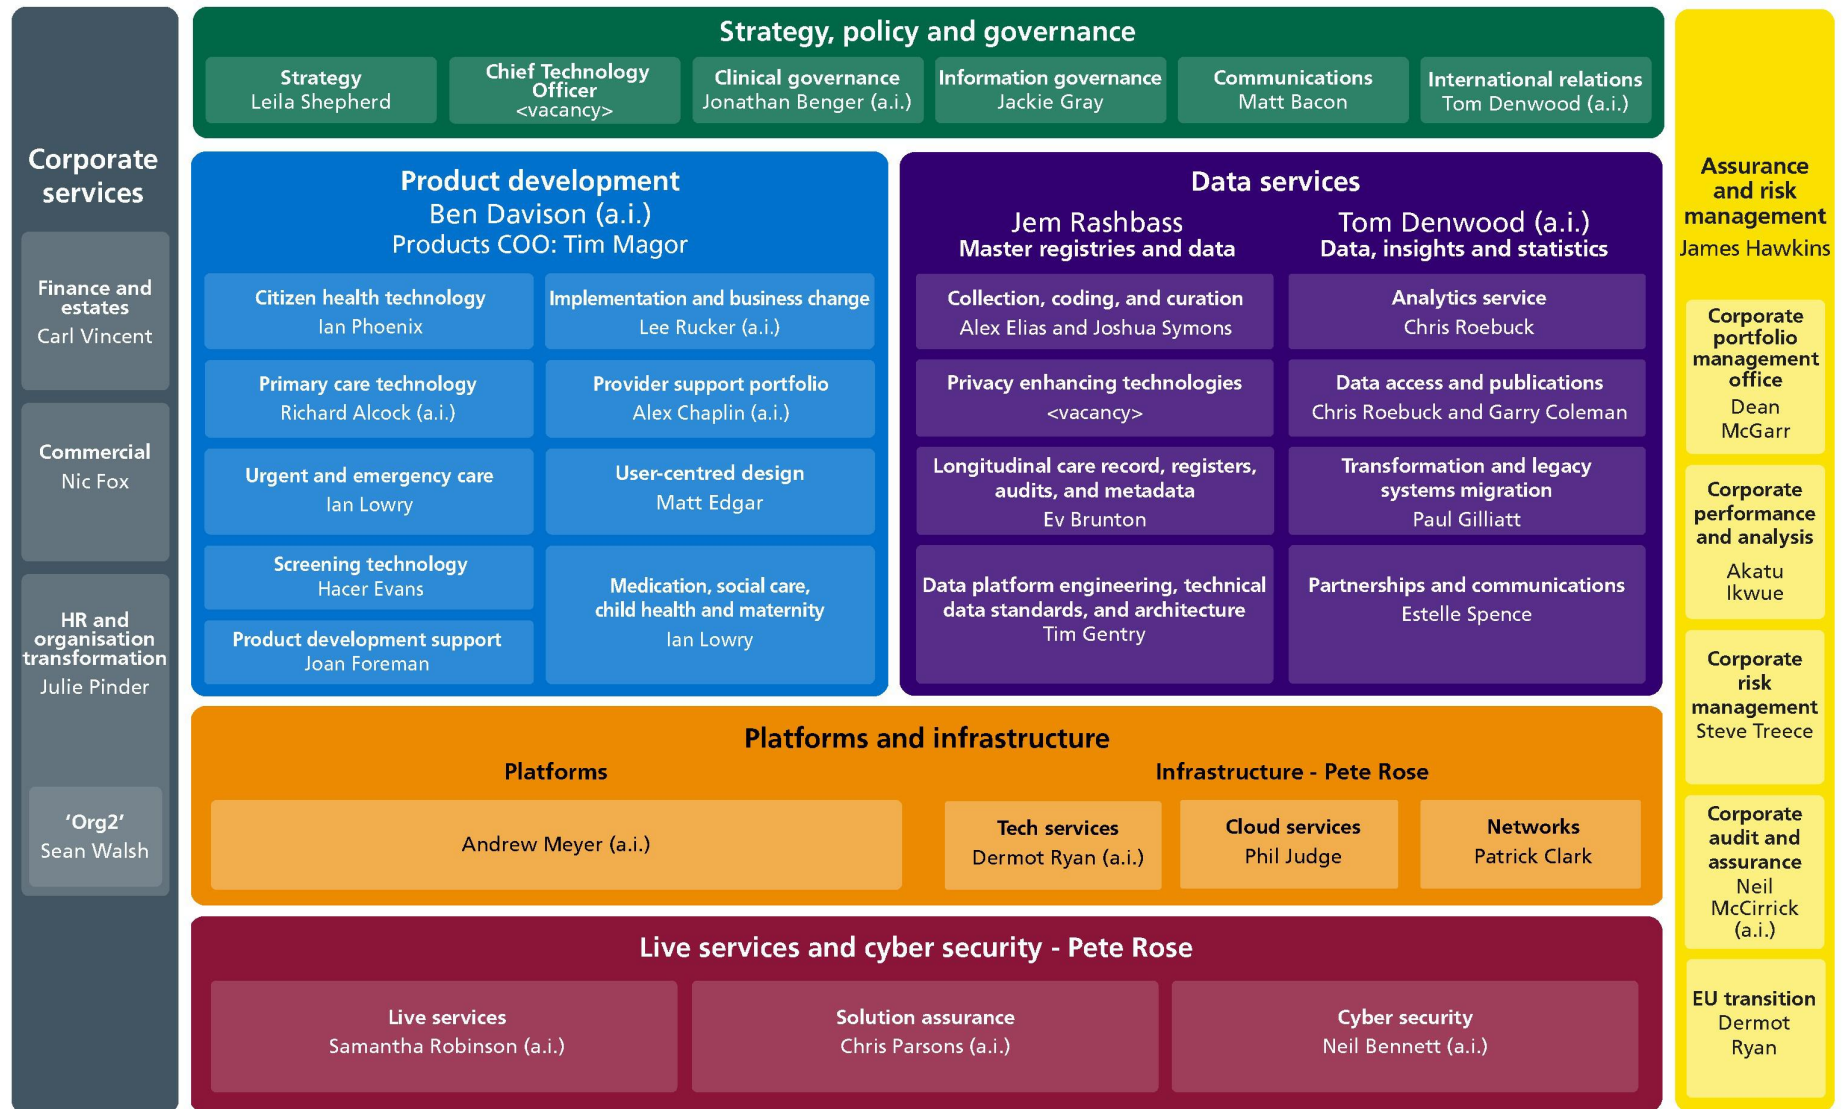 Corporate
services
Finance and
estates
Carl Vincent
Commercial
Nic Fox
HR and
organisation
transformation
Julie Pinder
‘Org2’
Sean Walsh
Strategy, policy and governance
Strategy
Leila Shepherd
Chief Technology
Officer
<vacancy>
Clinical governance
Jonathan Benger (a.i.)
Information governance
Jackie Gray
Communications
Matt Bacon
International relations
Tom Denwood (a.i.)
Product development
Ben Davison (a.i.)
Products COO: Tim Magor
Citizen health technology
Ian Phoenix
Implementation and business change
Lee Rucker (a.i.)
Primary care technology
Richard Alcock (a.i.)
Provider support portfolio
Alex Chaplin (a.i.)
Urgent and emergency care
Ian Lowry
User-centred design
Matt Edgar
Screening technology
Hacer Evans
Product development support
Joan Foreman
Medication, social care,
child health and maternity
Ian Lowry
Data services
Jem Rashbass
Master registries and data
Tom Denwood (a.i.)
Data, insights and statistics
Collection, coding, and curation
Alex Elias and Joshua Symons
Analytics service
Chris Roebuck
Privacy enhancing technologies
<vacancy>
Data access and publications
Chris Roebuck and Garry Coleman
Longitudinal care record, registers,
audits, and metadata
Ev Brunton
Transformation and legacy
systems migration
Paul Gilliatt
Data platform engineering, technical
data standards, and architecture
Tim Gentry
Partnerships and communications
Estelle Spence
Platforms and infrastructure
Platforms
Andrew Meyer (a.i.)
Infrastructure - Pete Rose
Tech services
Dermot Ryan (a.i.)
Cloud services
Phil Judge
Networks
Patrick Clark
Live services and cyber security - Pete Rose
Live services
Samantha Robinson (a.i.)
Solution assurance
Chris Parsons (a.i.)
Cyber security
Neil Bennett (a.i.)
Assurance
and risk
management
James Hawkins
Corporate
portfolio
management
office
Dean
McGarr
Corporate
performance
and analysis
Akatu
Ikwue
Corporate
risk
management
Steve Treece
Corporate
audit and
assurance
Neil
McCirrick
(a.i.)
EU transition
Dermot
Ryan